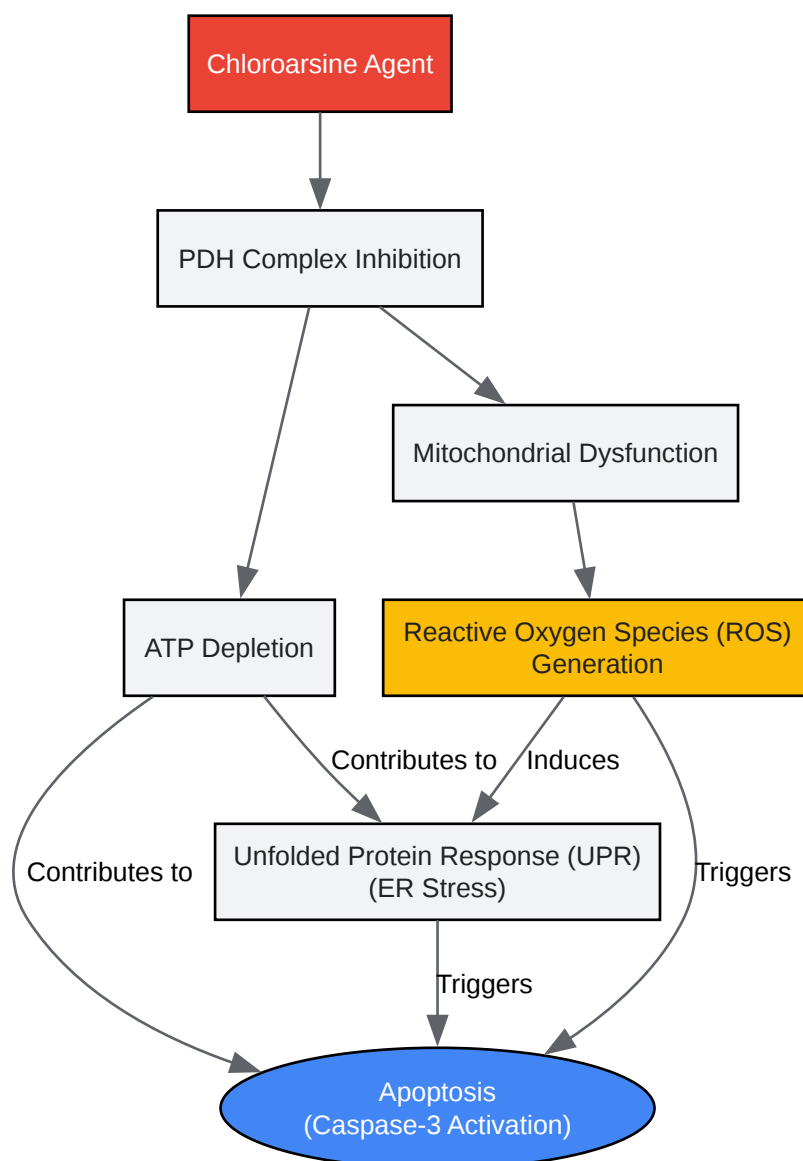 Chloroarsine Agent
PDH Complex Inhibition
Mitochondrial Dysfunction
ATP Depletion
Reactive Oxygen Species (ROS)
Generation
Contributes to
Induces
Unfolded Protein Response (UPR)
(ER Stress)
Contributes to
Triggers
Triggers
Apoptosis
(Caspase-3 Activation)